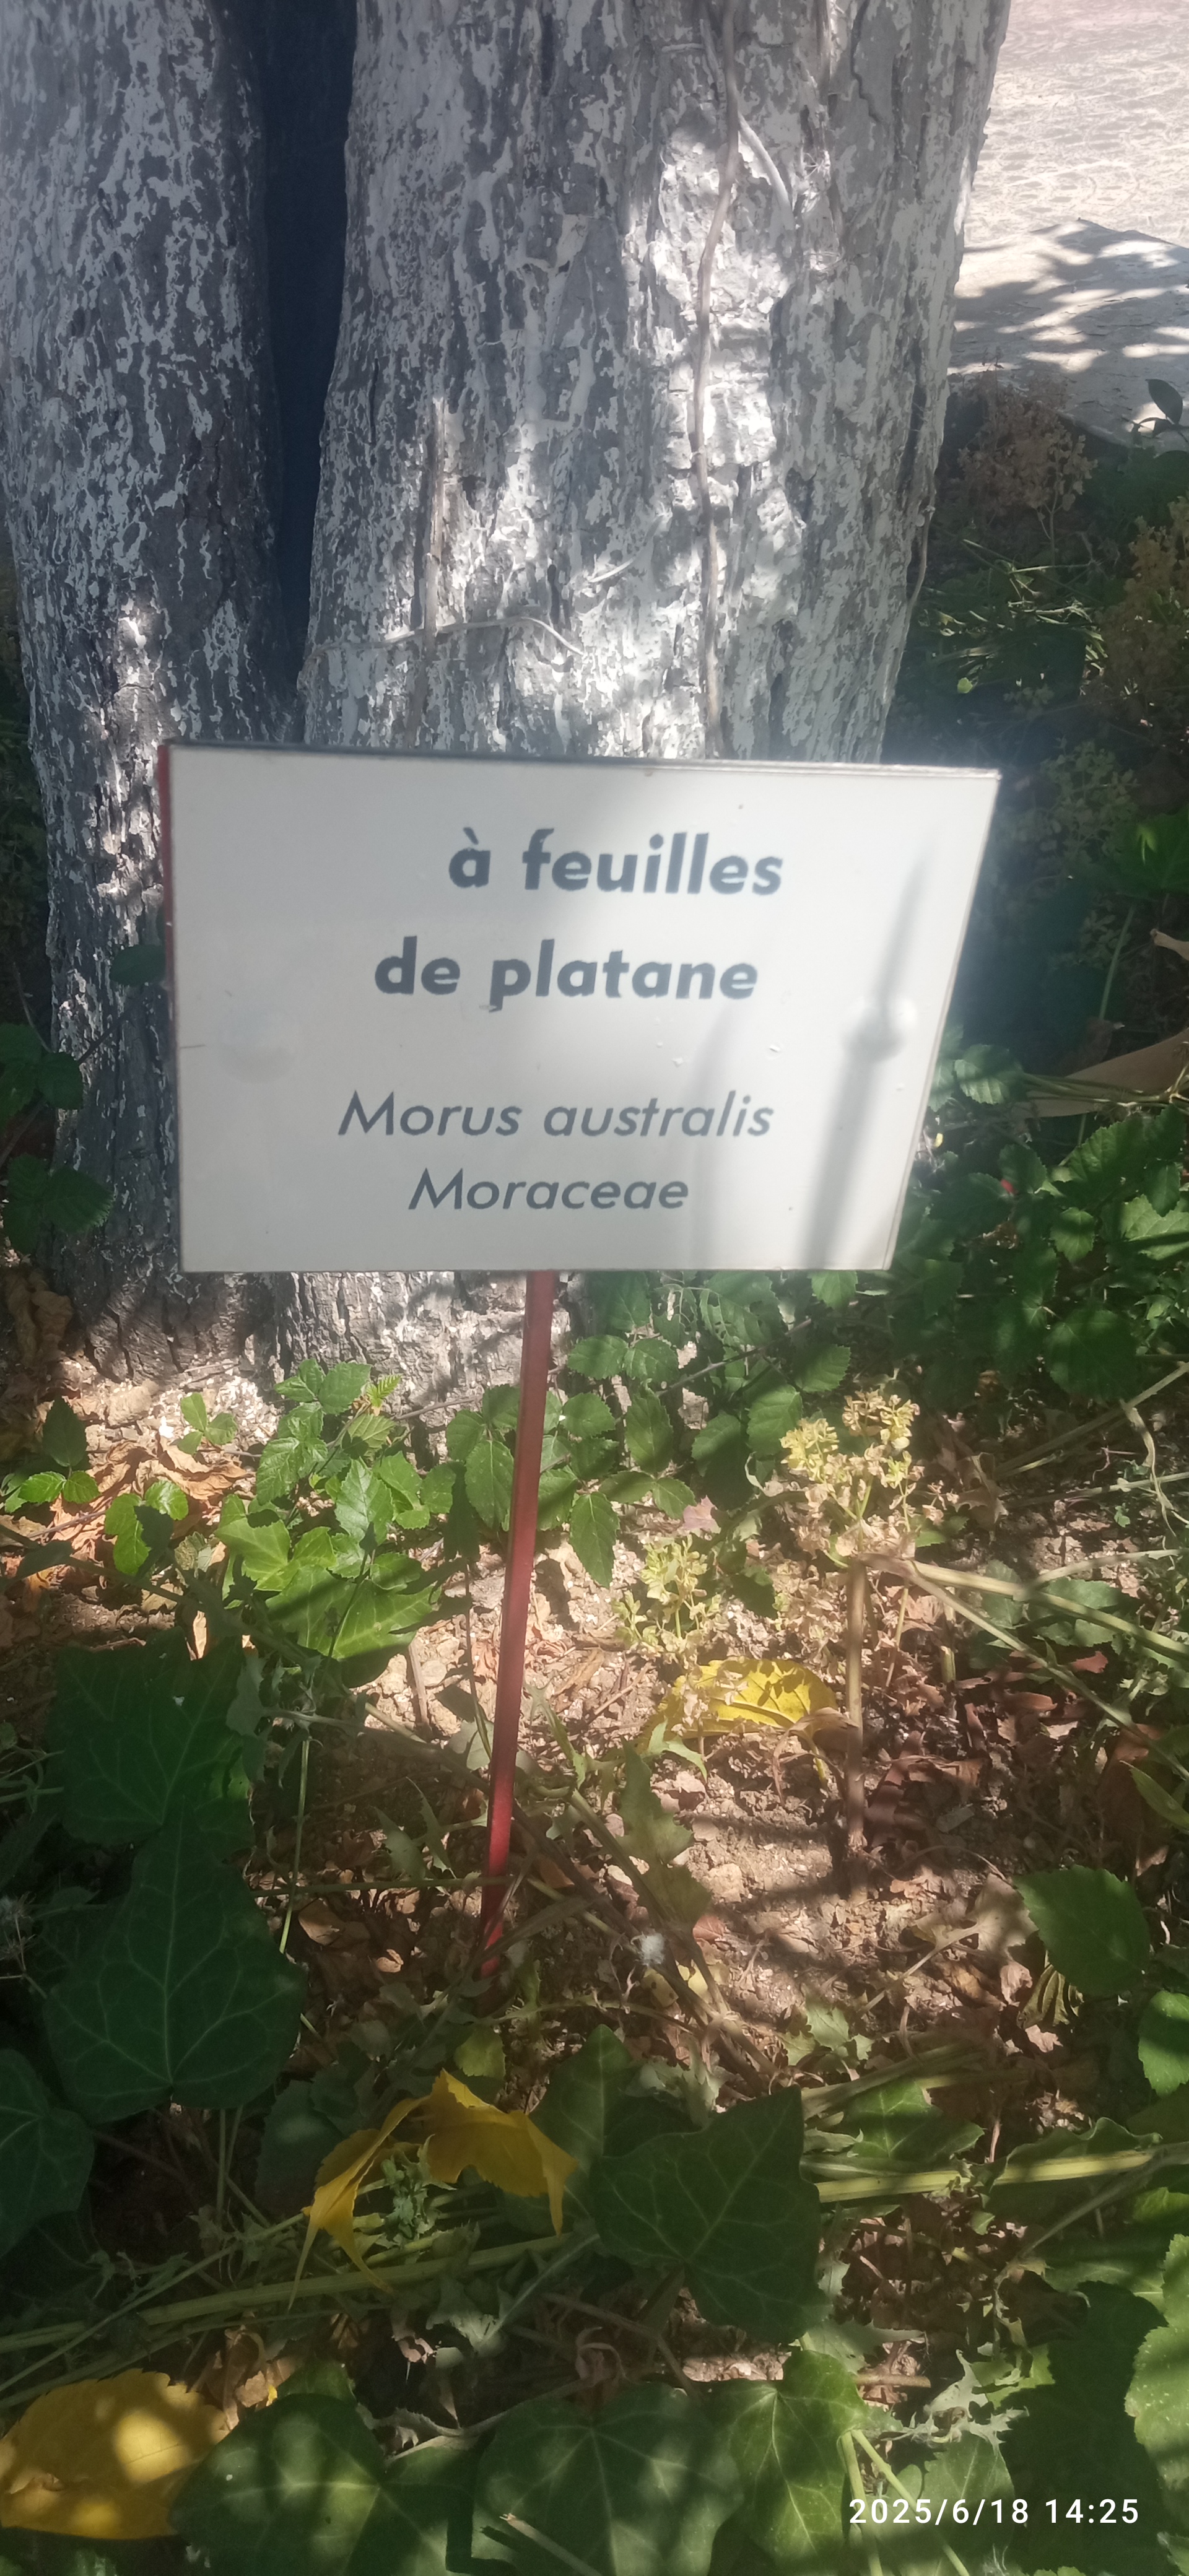 à feuilles
de platane
Morus australis
Moraceae
2025/6/18 14:25